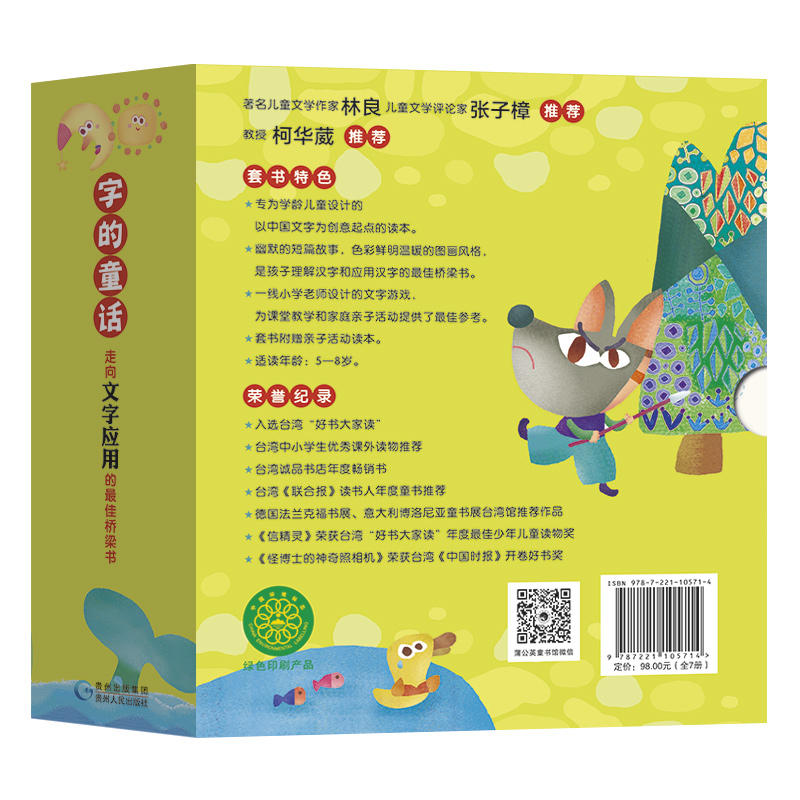 字的童话
走向文字应用的最佳桥梁书
贵州出版集团
贵州人民出版社
著名儿童文学作家 林良 儿童文学评论家 张子樟 推荐
教授 柯华葳 推荐
套书特色
★专为学龄儿童设计的
以中国文字为创意起点的读本。
★幽默的短篇故事，色彩鲜明温暖的图画风格，
是孩子理解汉字和应用汉字的最佳桥梁书。
★一线小学老师设计的文字游戏，
为课堂教学和家庭亲子活动提供了最佳参考。
★套书附赠亲子活动读本。
★适读年龄：5—8岁。
荣誉纪录
★入选台湾“好书大家读”
★台湾中小学生优秀课外读物推荐
★台湾诚品书店年度畅销书
★台湾《联合报》读书人年度童书推荐
★德国法兰克福书展、意大利博洛尼亚童书展台湾馆推荐作品
★《信精灵》荣获台湾“好书大家读”年度最佳少年儿童读物奖
★《怪博士的神奇照相机》荣获台湾《中国时报》开卷好书奖
中国环境标志
CHINA ENVIRONMENTAL LABELLING
绿色印刷产品
蒲公英童书馆微信
ISBN 978-7-221-10571-4
9 787221 105714
定价：98.00元（全7册）